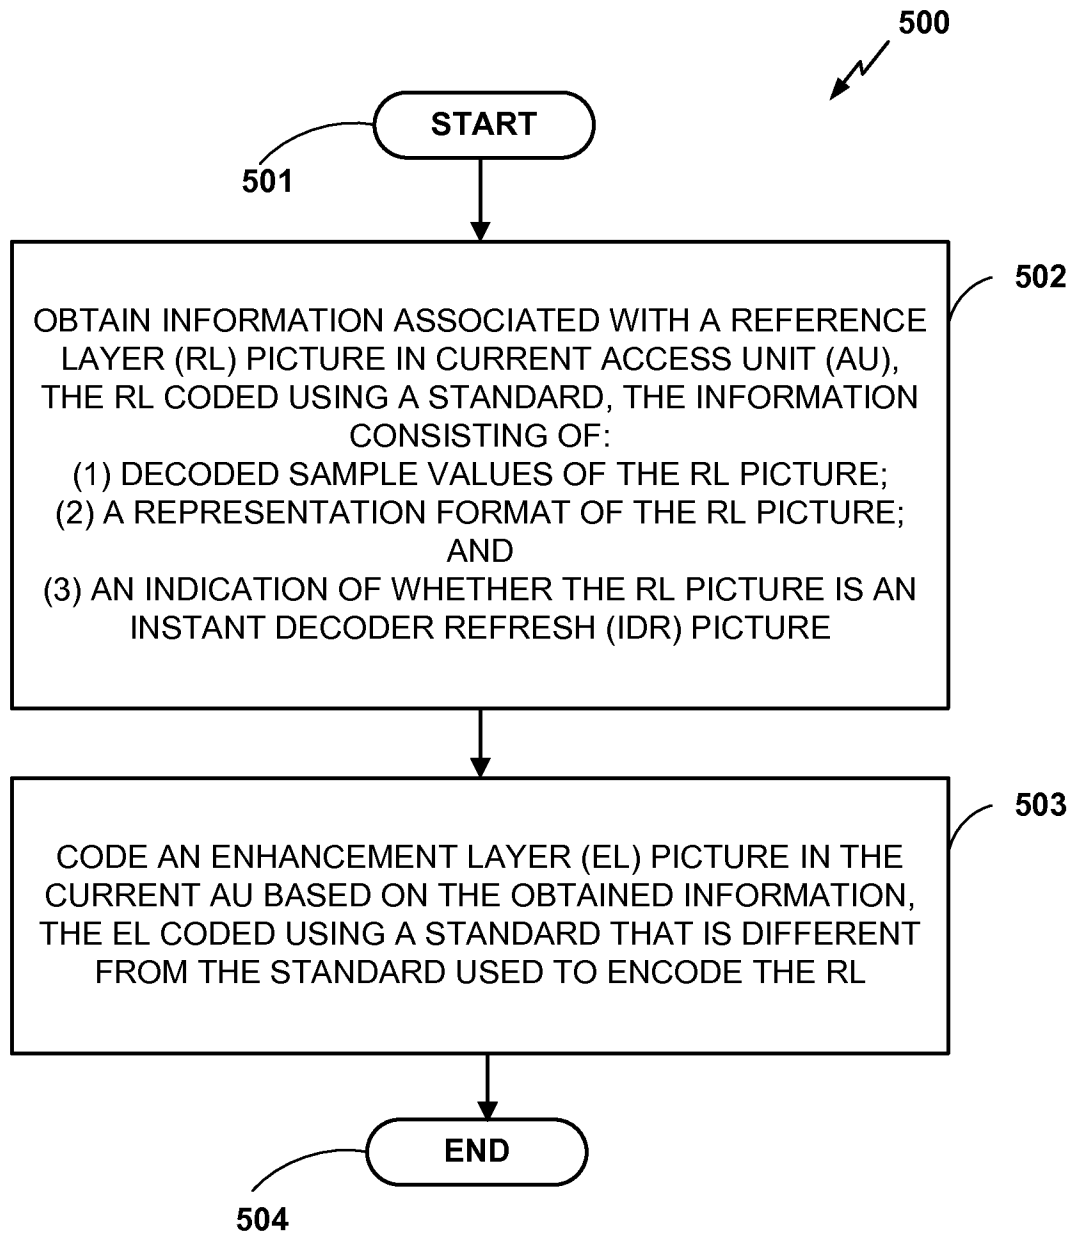 500
START
501
502
OBTAIN INFORMATION ASSOCIATED WITH A REFERENCE
LAYER (RL) PICTURE IN CURRENT ACCESS UNIT (AU),
THE RL CODED USING A STANDARD, THE INFORMATION
CONSISTING OF:
(1) DECODED SAMPLE VALUES OF THE RL PICTURE;
(2) A REPRESENTATION FORMAT OF THE RL PICTURE;
AND
(3) AN INDICATION OF WHETHER THE RL PICTURE IS AN
INSTANT DECODER REFRESH (IDR) PICTURE
503
CODE AN ENHANCEMENT LAYER (EL) PICTURE IN THE
CURRENT AU BASED ON THE OBTAINED INFORMATION,
THE EL CODED USING A STANDARD THAT IS DIFFERENT
FROM THE STANDARD USED TO ENCODE THE RL
END
504